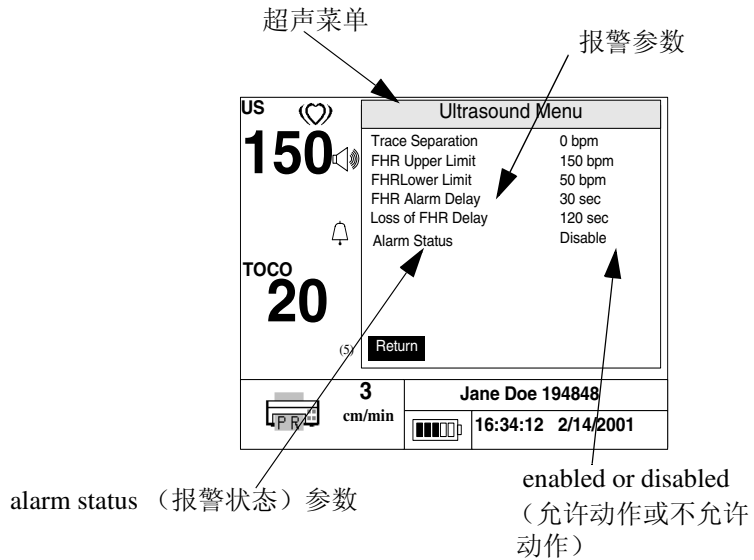 超声菜单
报警参数
US
150
Ultrasound Menu
Trace Separation 0 bpm
FHR Upper Limit 150 bpm
FHRLower Limit 50 bpm
FHR Alarm Delay 30 sec
Loss of FHR Delay 120 sec
Alarm Status Disable
TOCO
20
(5)
Return
3
cm/min
Jane Doe 194848
P R
16:34:12 2/14/2001
alarm status （报警状态）参数
enabled or disabled
（允许动作或不允许
动作）